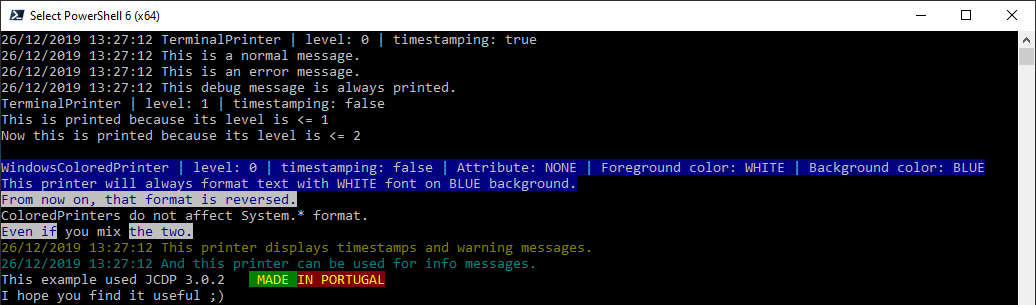 Select PowerShell 6 (x64)
26/12/2019 13:27:12 TerminalPrinter | level: 0 | timestamping: true
26/12/2019 13:27:12 This is a normal message.
26/12/2019 13:27:12 This is an error message.
26/12/2019 13:27:12 This debug message is always printed.
TerminalPrinter | level: 1 | timestamping: false
This is printed because its level is <= 1
Now this is printed because its level is <= 2
WindowsColoredPrinter | level: 0 | timestamping: false | Attribute: NONE | Foreground color: WHITE | Background color: BLUE
This printer will always format text with WHITE font on BLUE background.
From now on, that format is reversed.
ColoredPrinters do not affect System.* format.
Even if you mix the two.
26/12/2019 13:27:12 This printer displays timestamps and warning messages.
26/12/2019 13:27:12 And this printer can be used for info messages.
This example used JCDP 3.0.2    MADE IN PORTUGAL
I hope you find it useful ;)